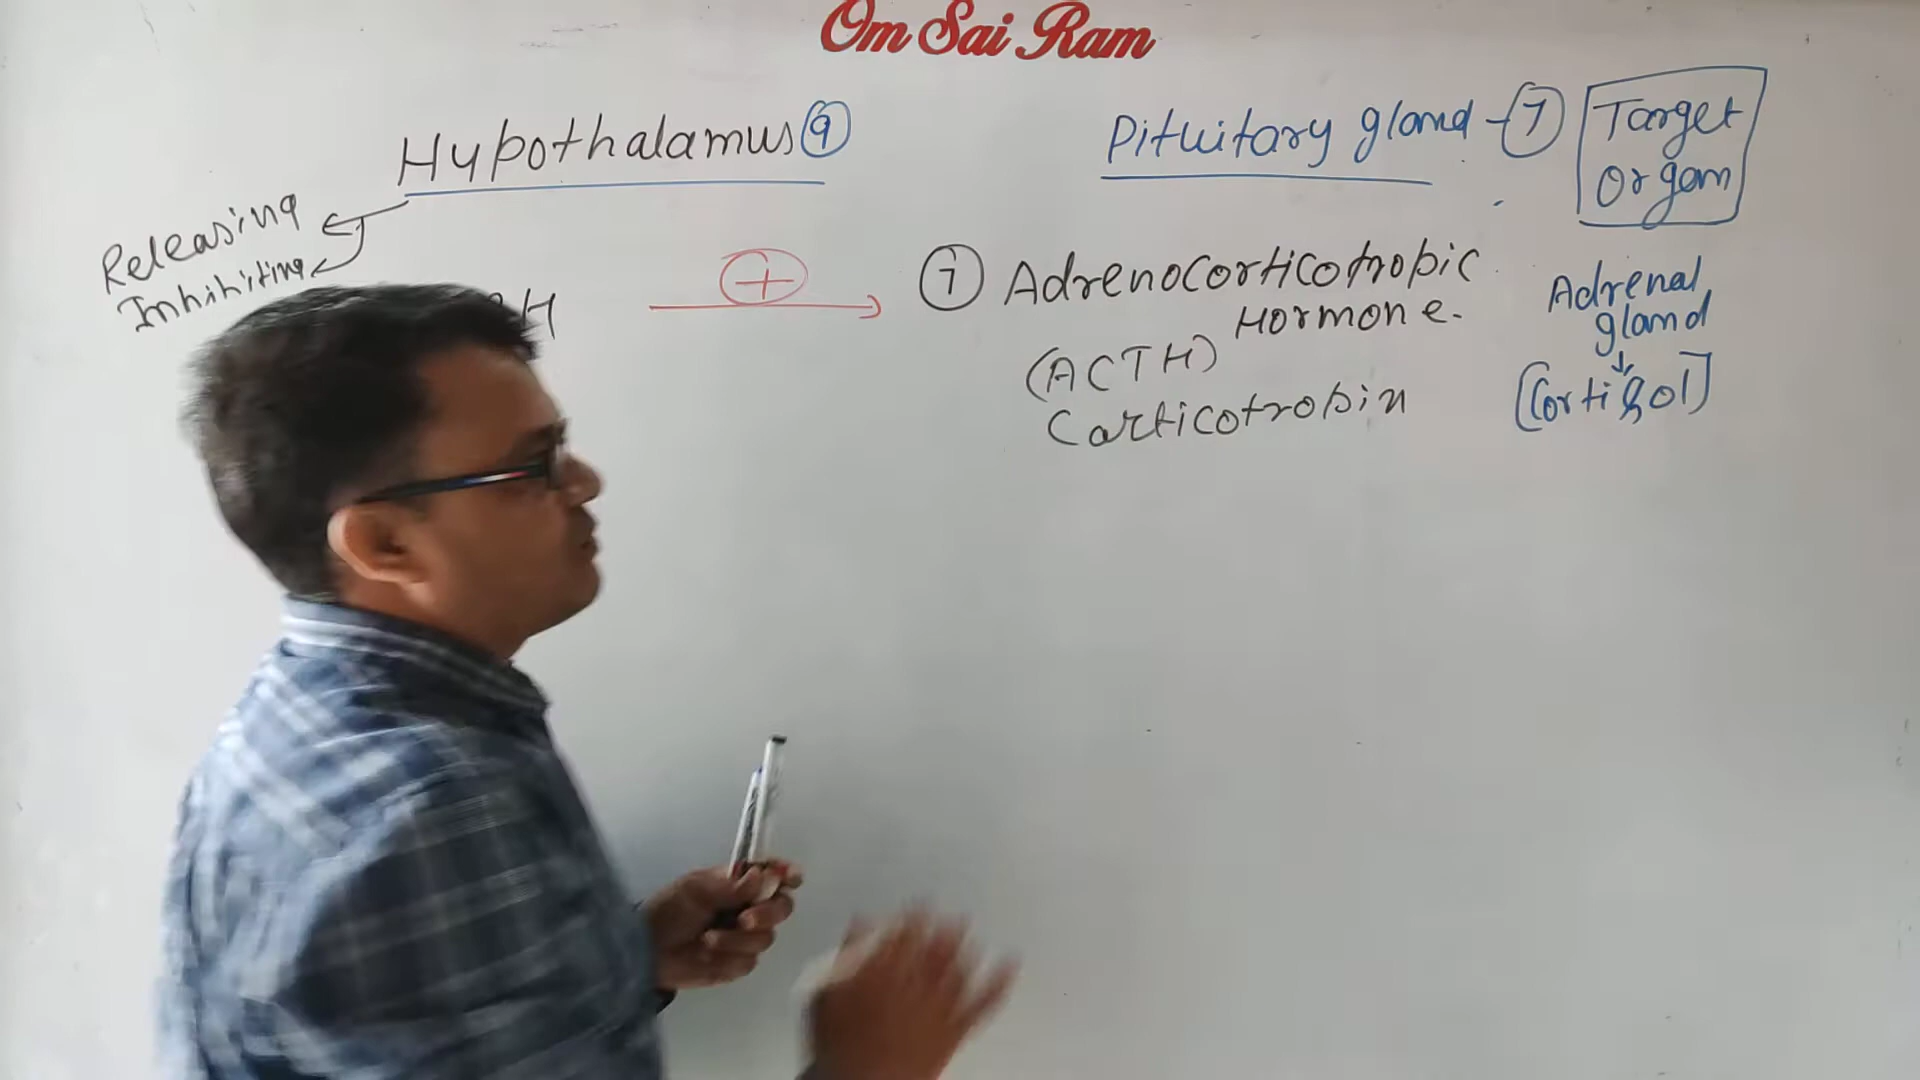 Om Sai Ram
Hypothalamus 9
Pituitary gland - 7
Target
Organ
Releasing
Inhibiting
+
1 Adrenocorticotropic
Hormone.
(ACTH)
Corticotropin
Adrenal
gland
[Cortisol]